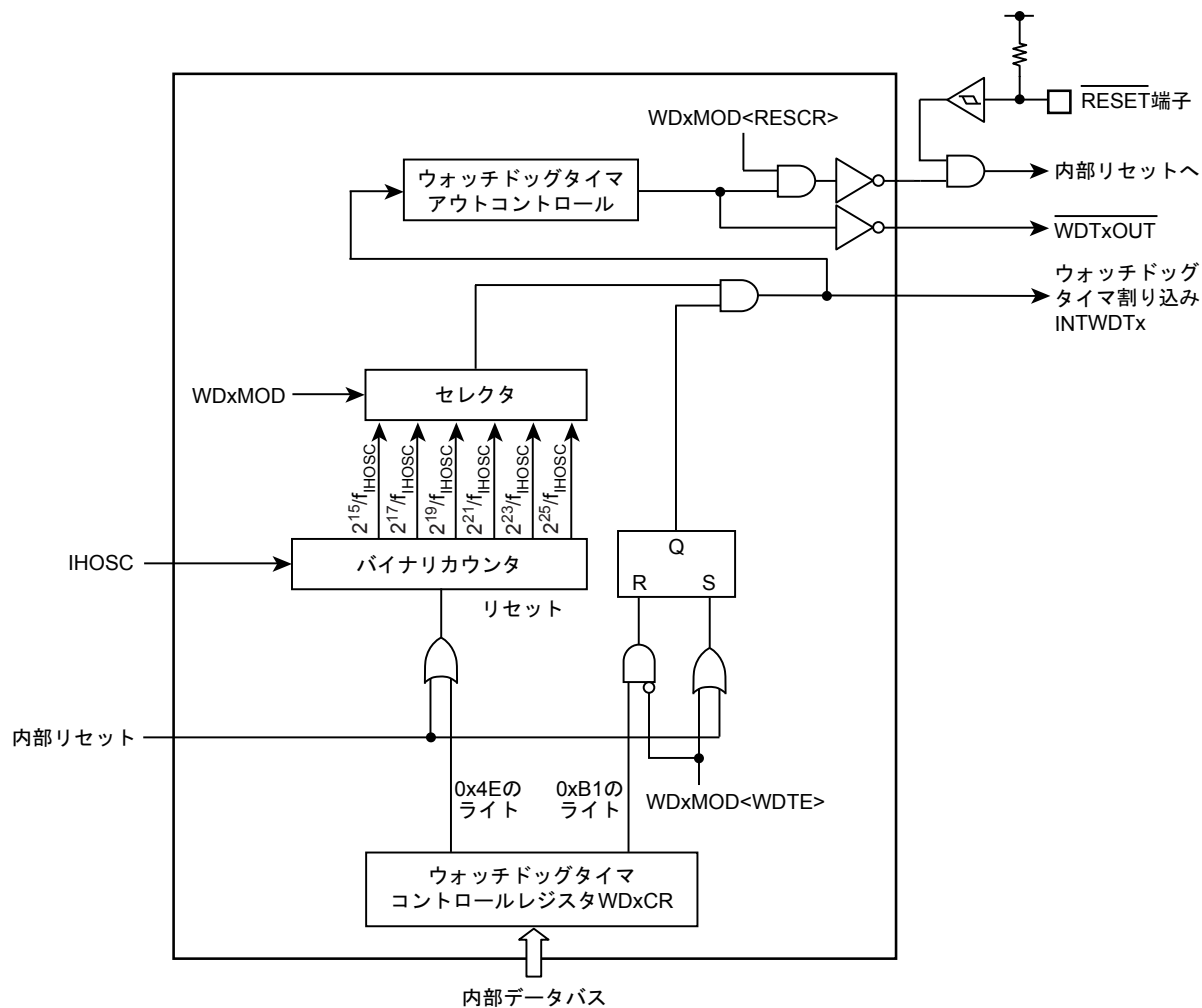 RESET端子
WDxMOD<RESCR>
ウォッチドッグタイマ
アウトコントロール
内部リセットへ
WDTxOUT
ウォッチドッグ
タイマ割り込み
INTWDTx
WDxMOD
セレクタ
2^15/fIHOSC
2^17/fIHOSC
2^19/fIHOSC
2^21/fIHOSC
2^23/fIHOSC
2^25/fIHOSC
IHOSC
バイナリカウンタ
リセット
Q
R
S
内部リセット
0x4Eの
ライト
0xB1の
ライト
WDxMOD<WDTE>
ウォッチドッグタイマ
コントロールレジスタWDxCR
内部データバス